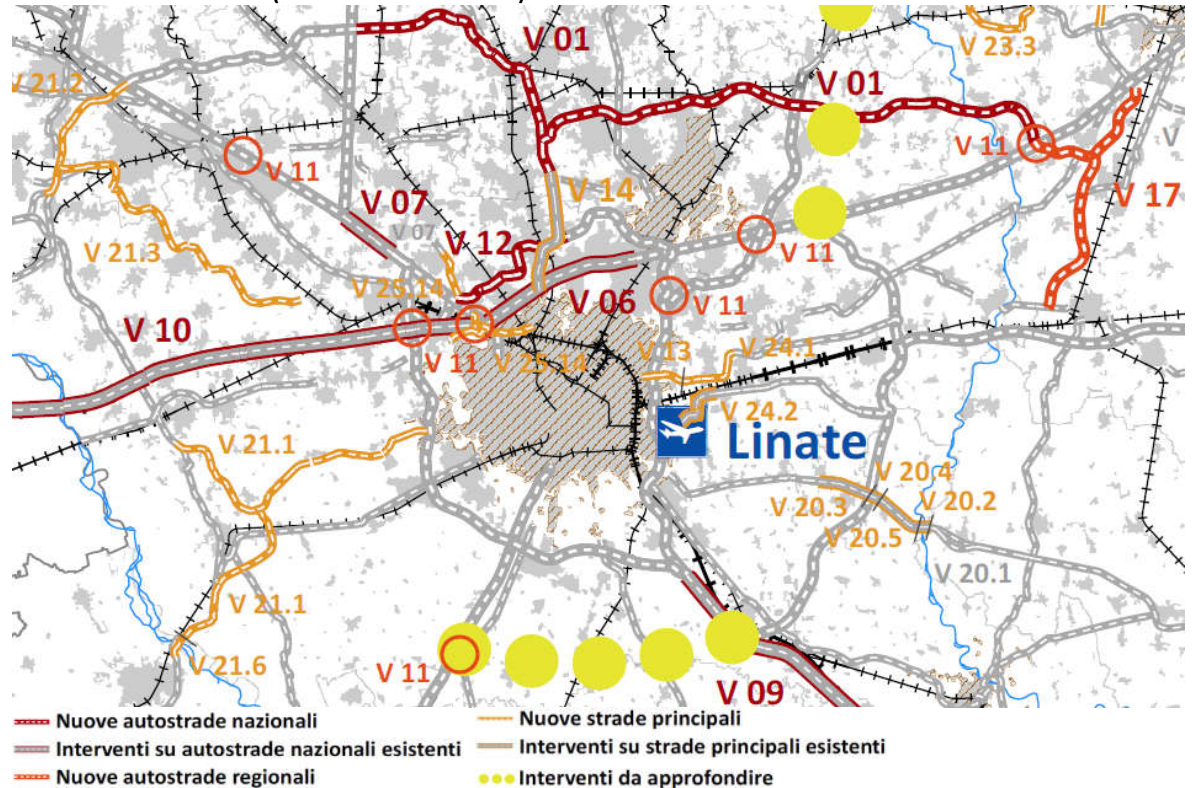 V 01
V 23.3
V 21.2
V 01
V 11
V 11
V 14
V 17
V 07
V 07
V 12
V 21.3
V 11
V 25.14
V 11
V 06
V 10
V 11
V 25.14
V 13
V 24.1
V 24.2
Linate
V 21.1
V 20.4
V 20.3
V 20.2
V 20.5
V 20.1
V 21.1
V 21.6
V 11
V 09
Nuove autostrade nazionali
Nuove strade principali
Interventi su autostrade nazionali esistenti
Interventi su strade principali esistenti
Nuove autostrade regionali
Interventi da approfondire